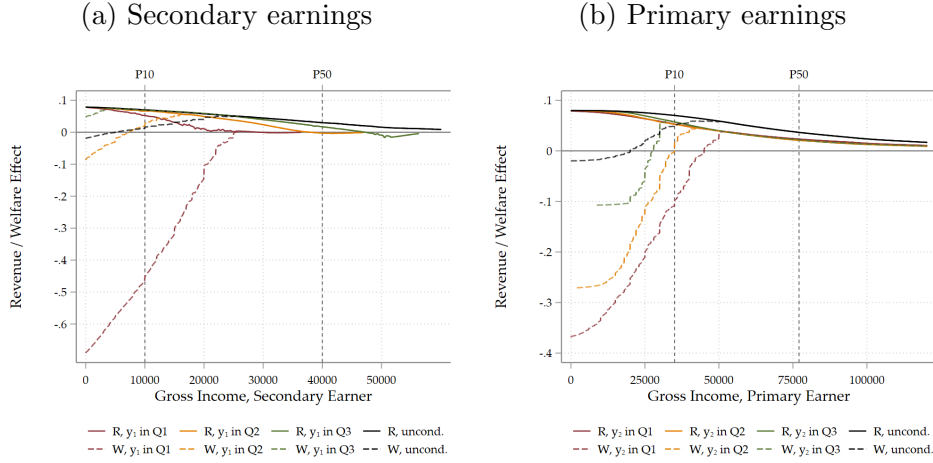 (a) Secondary earnings
P10 P50
Revenue / Welfare Effect
.1
0
-.1
-.2
-.3
-.4
-.5
-.6
0 10000 20000 30000 40000 50000
Gross Income, Secondary Earner
R, y₁ in Q1 R, y₁ in Q2 R, y₁ in Q3 R, uncond.
W, y₁ in Q1 W, y₁ in Q2 W, y₁ in Q3 W, uncond.
(b) Primary earnings
P10 P50
Revenue / Welfare Effect
.1
0
-.1
-.2
-.3
-.4
0 25000 50000 75000 100000
Gross Income, Primary Earner
R, y₂ in Q1 R, y₂ in Q2 R, y₂ in Q3 R, uncond.
W, y₂ in Q1 W, y₂ in Q2 W, y₂ in Q3 W, uncond.